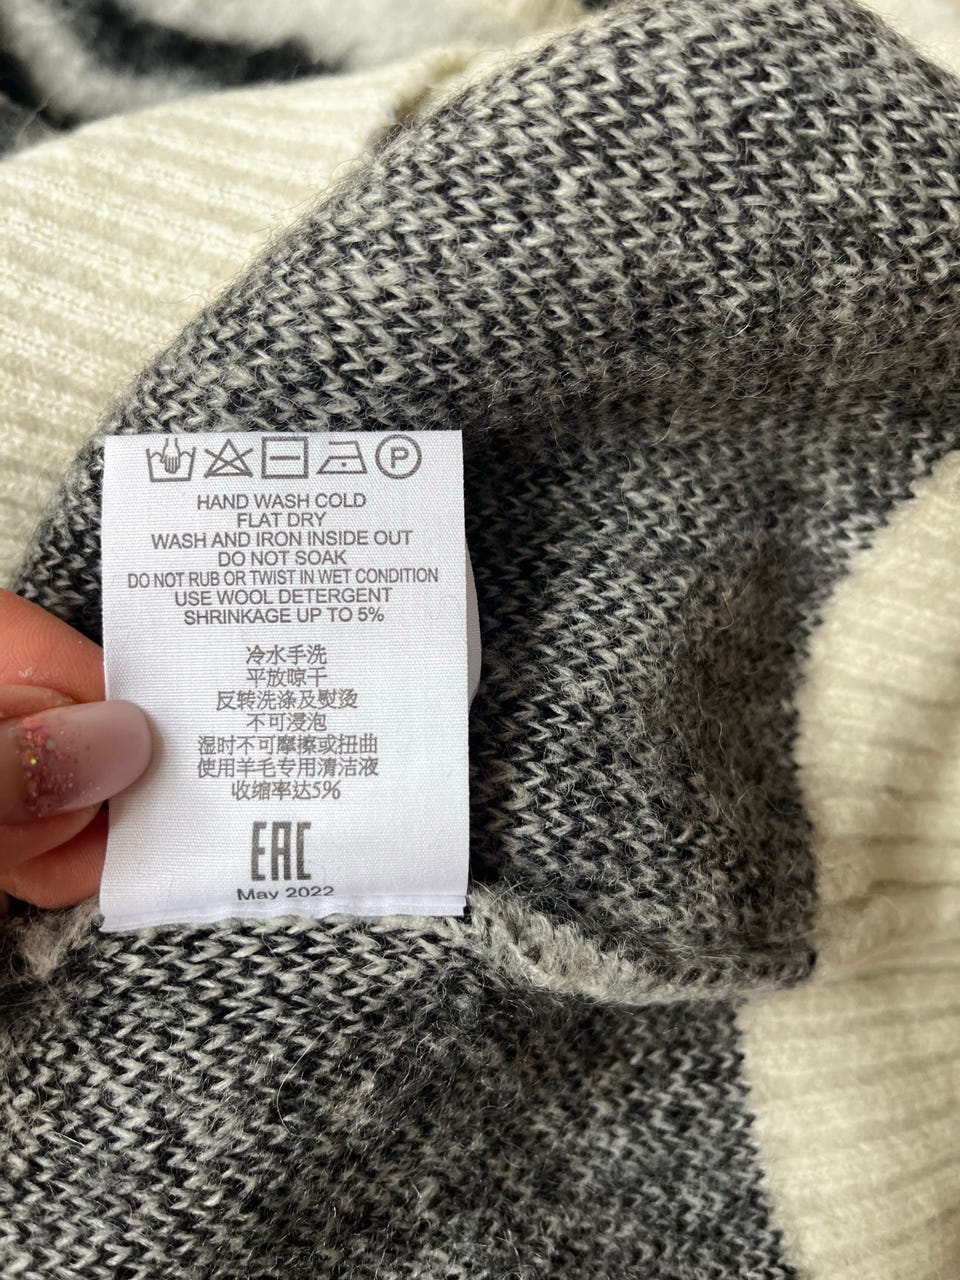 P
HAND WASH COLD
FLAT DRY
WASH AND IRON INSIDE OUT
DO NOT SOAK
DO NOT RUB OR TWIST IN WET CONDITION
USE WOOL DETERGENT
SHRINKAGE UP TO 5%
冷水手洗
平放晾干
反转洗涤及熨烫
不可浸泡
湿时不可摩擦或扭曲
使用羊毛专用清洁液
收缩率达5%
EAC
May 2022